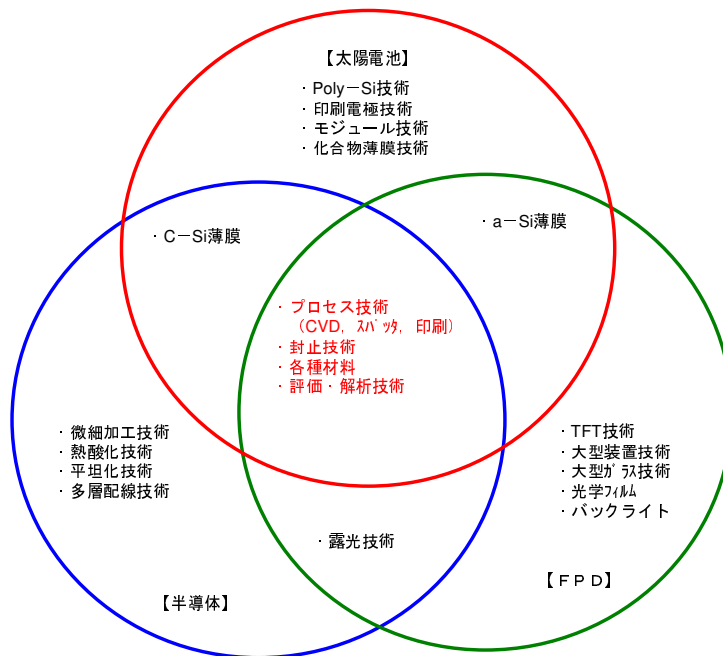 【太陽電池】
・Poly－Si技術
・印刷電極技術
・モジュール技術
・化合物薄膜技術
・C－Si薄膜
・a－Si薄膜
・プロセス技術
（CVD，ｽﾊﾟｯﾀ，印刷）
・封止技術
・各種材料
・評価・解析技術
・微細加工技術
・熱酸化技術
・平坦化技術
・多層配線技術
・TFT技術
・大型装置技術
・大型ｶﾞﾗｽ技術
・光学ﾌｨﾙﾑ
・バックライト
・露光技術
【半導体】
【ＦＰＤ】